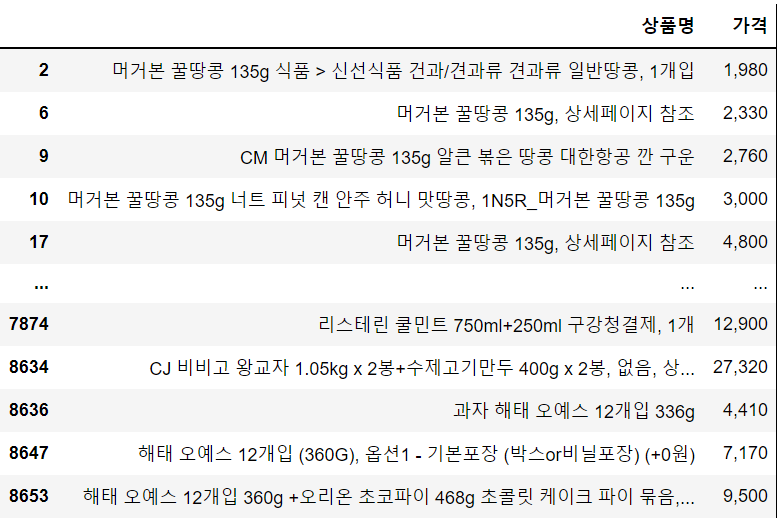 상품명 가격
2 머거본 꿀땅콩 135g 식품 > 신선식품 건과/견과류 견과류 일반땅콩, 1개입 1,980
6 머거본 꿀땅콩 135g, 상세페이지 참조 2,330
9 CM 머거본 꿀땅콩 135g 알큰 볶은 땅콩 대한항공 깐 구운 2,760
10 머거본 꿀땅콩 135g 너트 피넛 캔 안주 허니 맛땅콩, 1N5R_머거본 꿀땅콩 135g 3,000
17 머거본 꿀땅콩 135g, 상세페이지 참조 4,800
... ... ...
7874 리스테린 쿨민트 750ml+250ml 구강청결제, 1개 12,900
8634 CJ 비비고 왕교자 1.05kg x 2봉+수제고기만두 400g x 2봉, 없음, 상... 27,320
8636 과자 해태 오예스 12개입 336g 4,410
8647 해태 오예스 12개입 (360G), 옵션1 - 기본포장 (박스or비닐포장) (+0원) 7,170
8653 해태 오예스 12개입 360g +오리온 초코파이 468g 초콜릿 케이크 파이 묶음,... 9,500